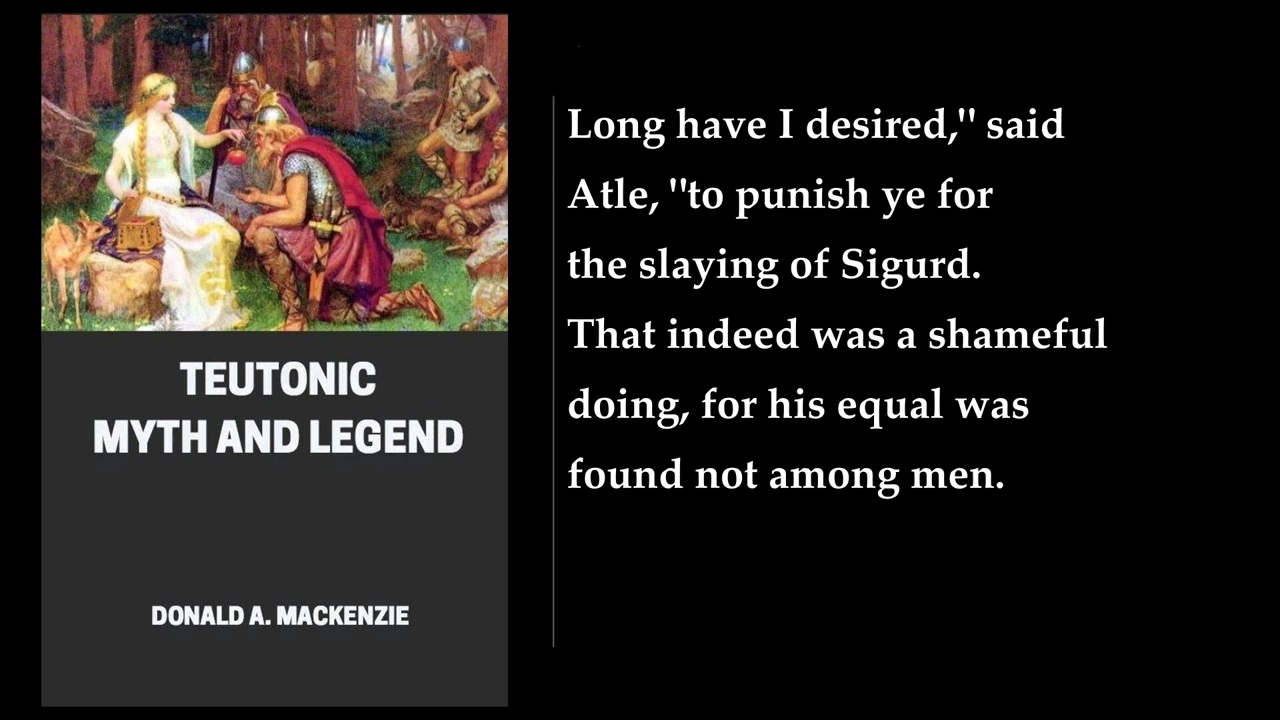 TEUTONIC
MYTH AND LEGEND
DONALD A. MACKENZIE
Long have I desired," said
Atle, "to punish ye for
the slaying of Sigurd.
That indeed was a shameful
doing, for his equal was
found not among men.